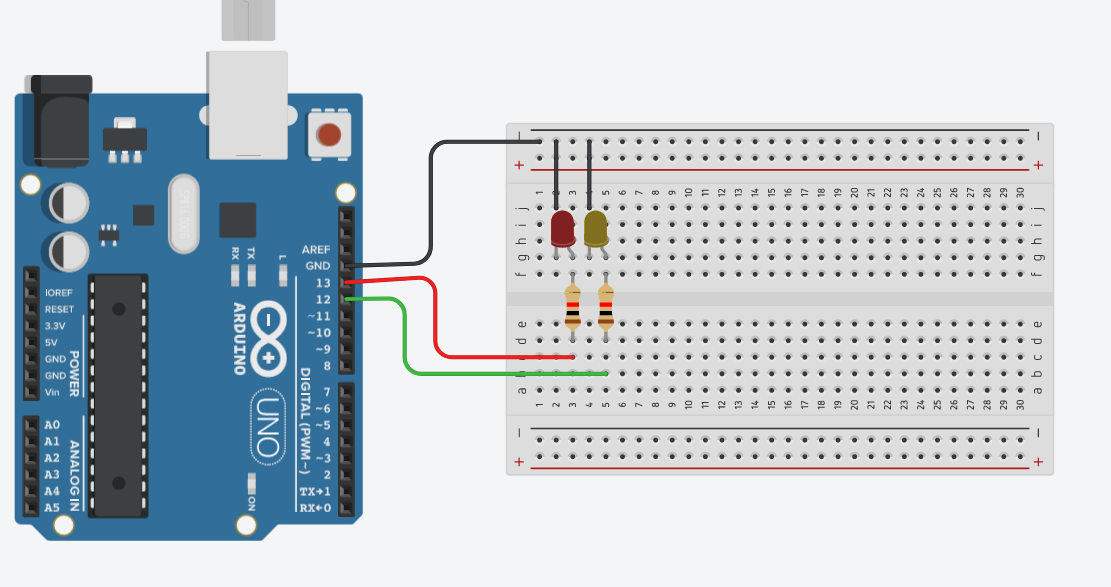 AREF
GND
13
12
~11
~10
~9
8
7
~6
~5
4
~3
2
TX→1
RX←0
DIGITAL (PWM~)
RX
TX
L
ARDUINO
UNO
ON
IOREF
RESET
3.3V
5V
GND
GND
Vin
POWER
A0
A1
A2
A3
A4
A5
ANALOG IN
− −
+ +
1 2 3 4 5 6 7 8 9 10 11 12 13 14 15 16 17 18 19 20 21 22 23 24 25 26 27 28 29 30
j j
i i
h h
g g
f f
e e
d d
c c
b b
a a
1 2 3 4 5 6 7 8 9 10 11 12 13 14 15 16 17 18 19 20 21 22 23 24 25 26 27 28 29 30
− −
+ +